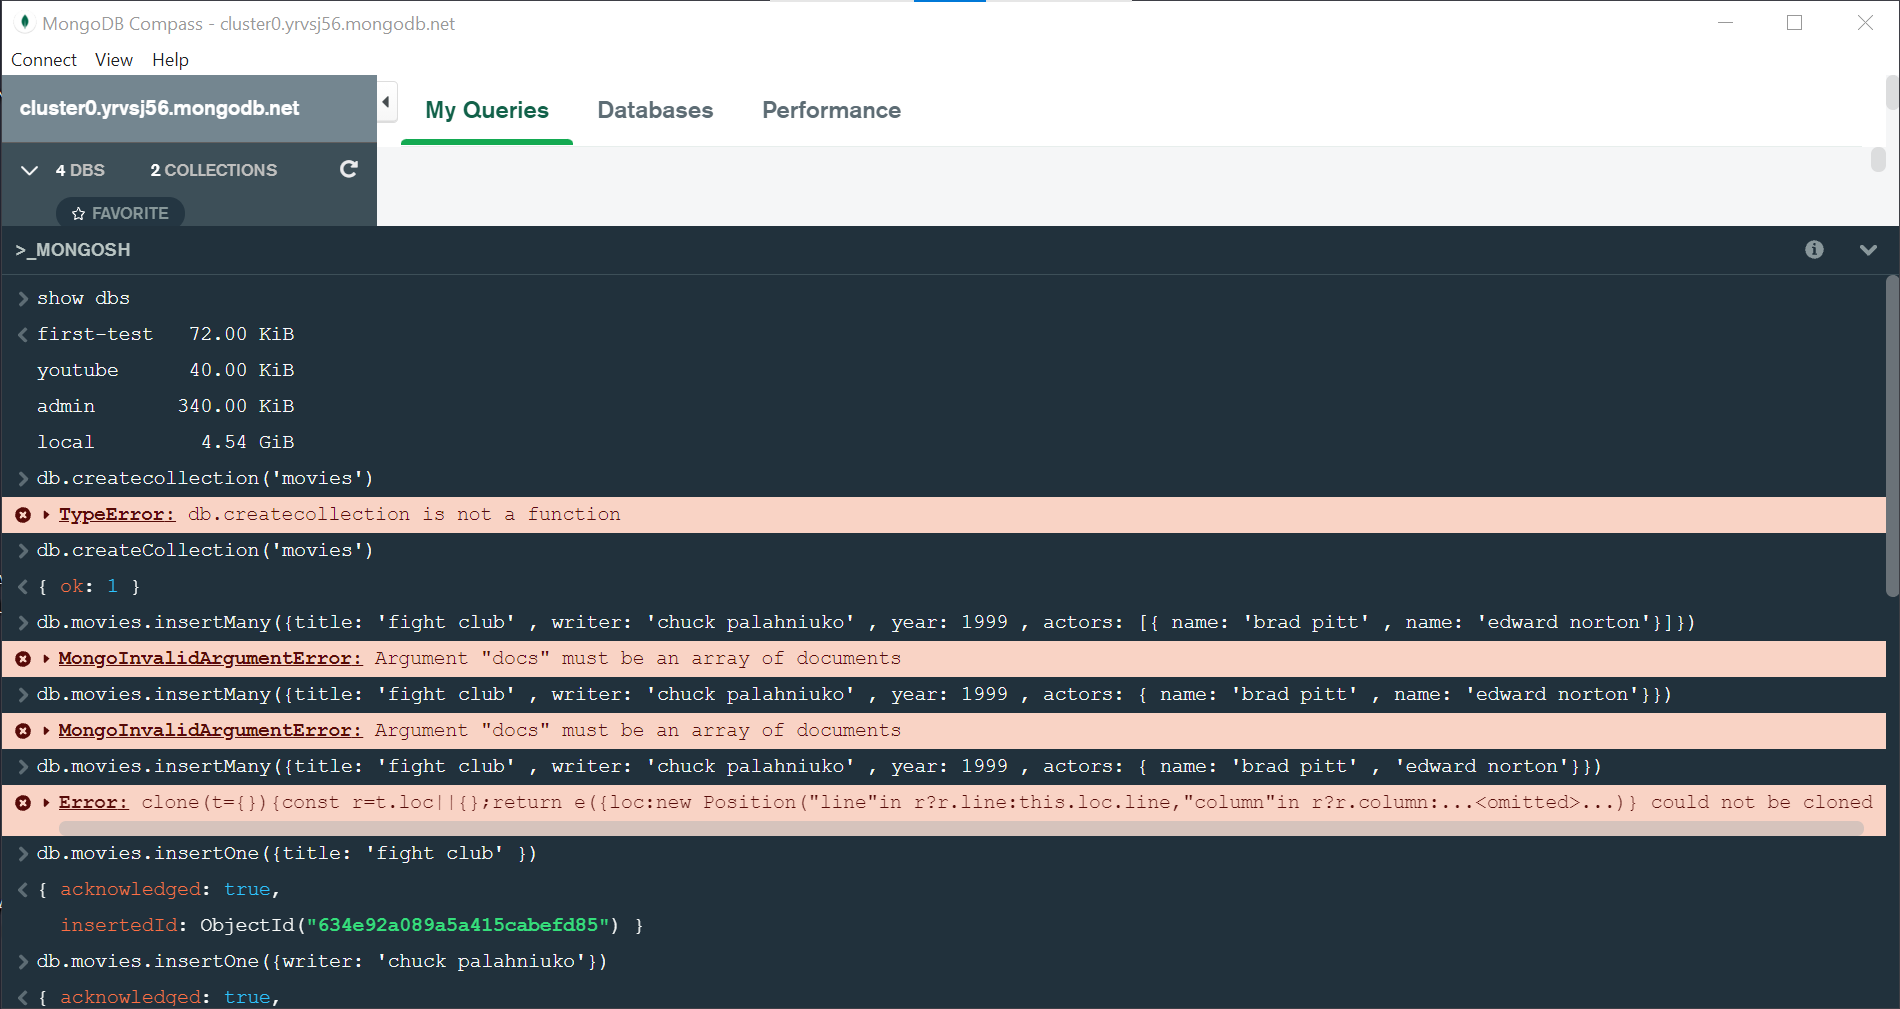 MongoDB Compass - cluster0.yrvsj56.mongodb.net
Connect View Help
cluster0.yrvsj56.mongodb.net
My Queries Databases Performance
4 DBS 2 COLLECTIONS
FAVORITE
>_MONGOSH
show dbs
first-test 72.00 KiB
youtube 40.00 KiB
admin 340.00 KiB
local 4.54 GiB
db.createcollection('movies')
TypeError: db.createcollection is not a function
db.createCollection('movies')
{ ok: 1 }
db.movies.insertMany({title: 'fight club' , writer: 'chuck palahniuko' , year: 1999 , actors: [{ name: 'brad pitt' , name: 'edward norton'}]})
MongoInvalidArgumentError: Argument "docs" must be an array of documents
db.movies.insertMany({title: 'fight club' , writer: 'chuck palahniuko' , year: 1999 , actors: { name: 'brad pitt' , name: 'edward norton'}})
MongoInvalidArgumentError: Argument "docs" must be an array of documents
db.movies.insertMany({title: 'fight club' , writer: 'chuck palahniuko' , year: 1999 , actors: { name: 'brad pitt' , 'edward norton'}})
Error: clone(t={}){const r=t.loc||{};return e({loc:new Position("line"in r?r.line:this.loc.line,"column"in r?r.column:...<omitted>...)} could not be cloned
db.movies.insertOne({title: 'fight club' })
{ acknowledged: true,
insertedId: ObjectId("634e92a089a5a415cabefd85") }
db.movies.insertOne({writer: 'chuck palahniuko'})
{ acknowledged: true,